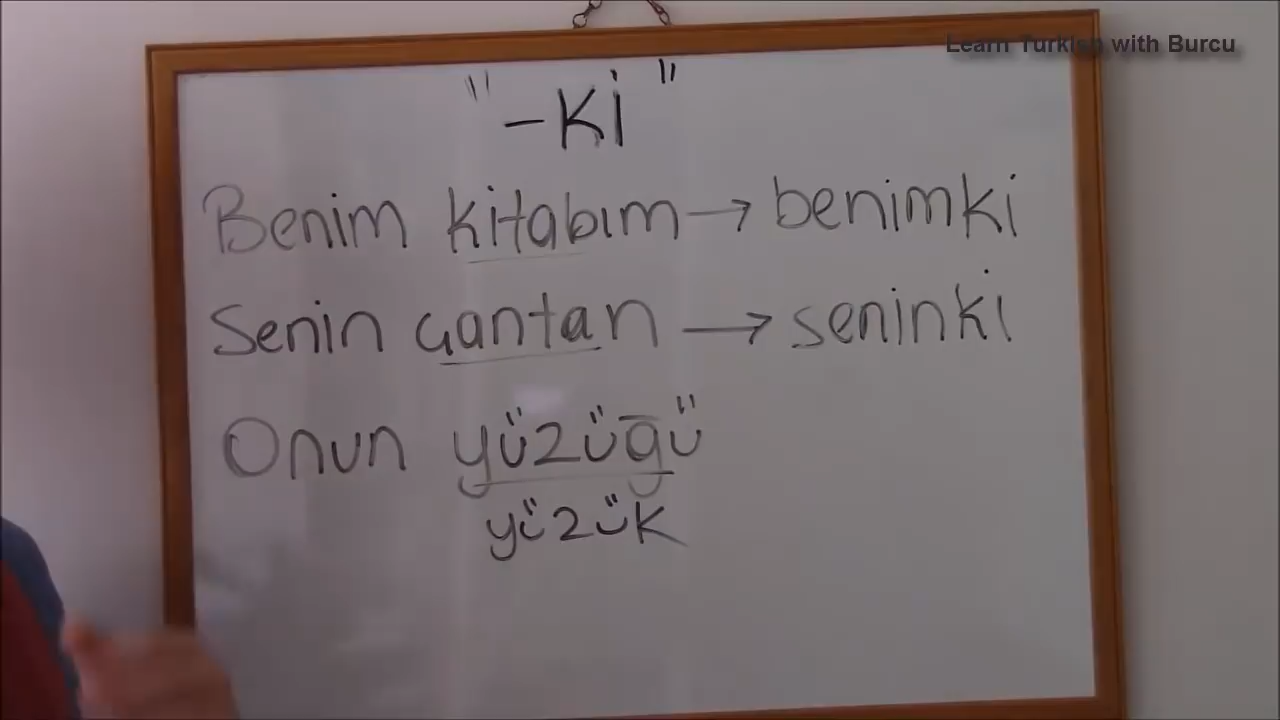 Learn Turkish with Burcu
"-Ki"
Benim kitabım → benimki
Senin çantan → seninki
Onun yüzüğü
yüzük